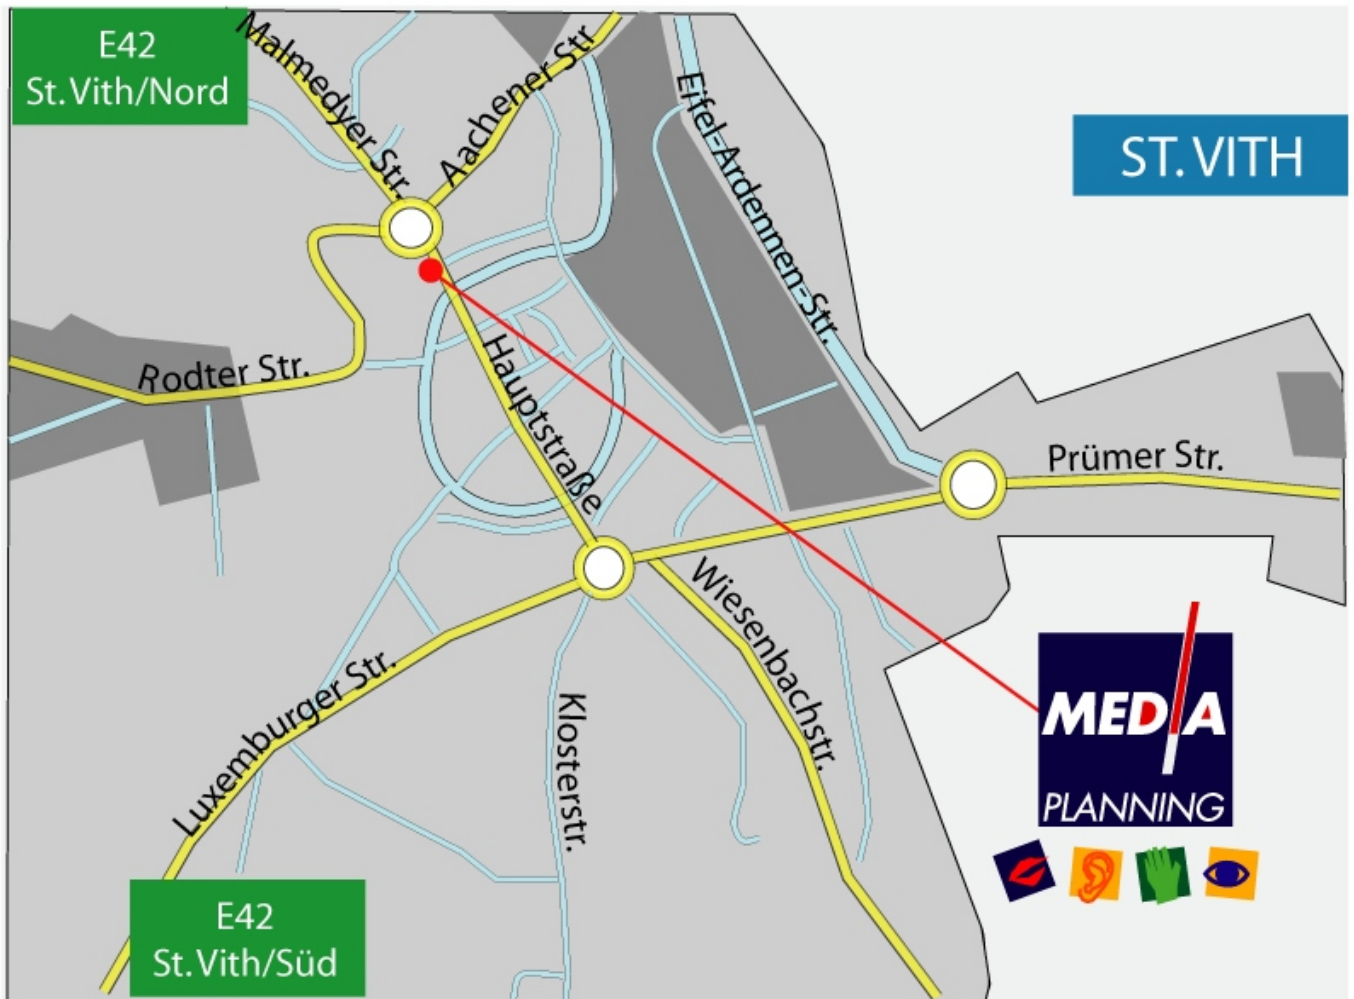 E42
St. Vith/Nord
Malmedyer Str.
Aachener Str
Eifel-Ardennen-Str.
ST. VITH
Rodter Str.
Hauptstraße
Prümer Str.
Wiesenbachstr.
Luxemburger Str.
Klosterstr.
MEDIA
PLANNING
E42
St. Vith/Süd